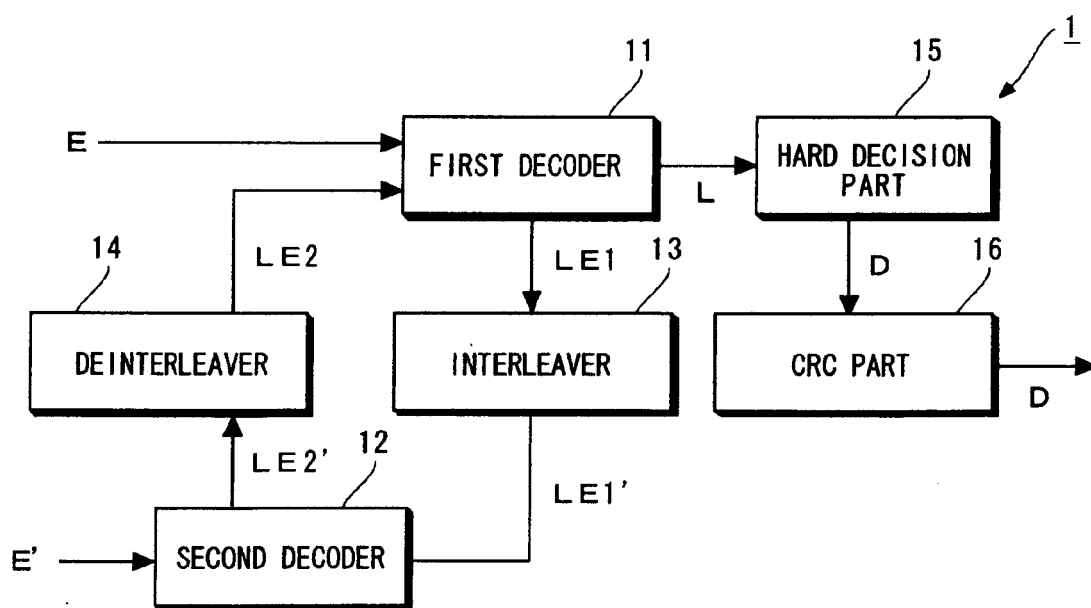 1
11
15
E
FIRST DECODER
L
HARD DECISION
PART
14
LE2
LE1
13
D
16
DEINTERLEAVER
INTERLEAVER
CRC PART
D
LE2'
12
LE1'
E'
SECOND DECODER